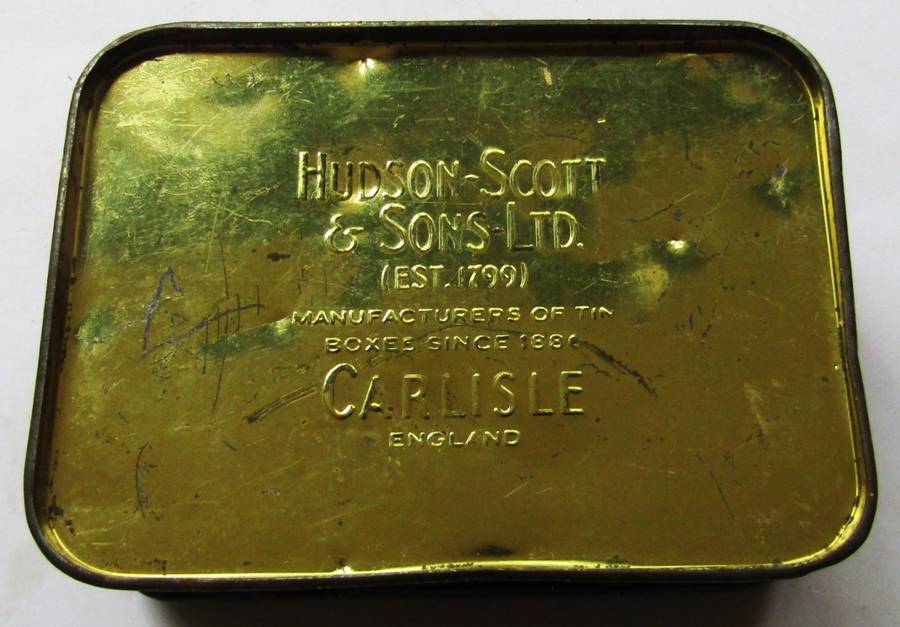 HUDSON-SCOTT
& SONS-LTD.
(EST. 1799)
MANUFACTURERS OF TIN
BOXES SINCE
CARLISLE
ENGLAND